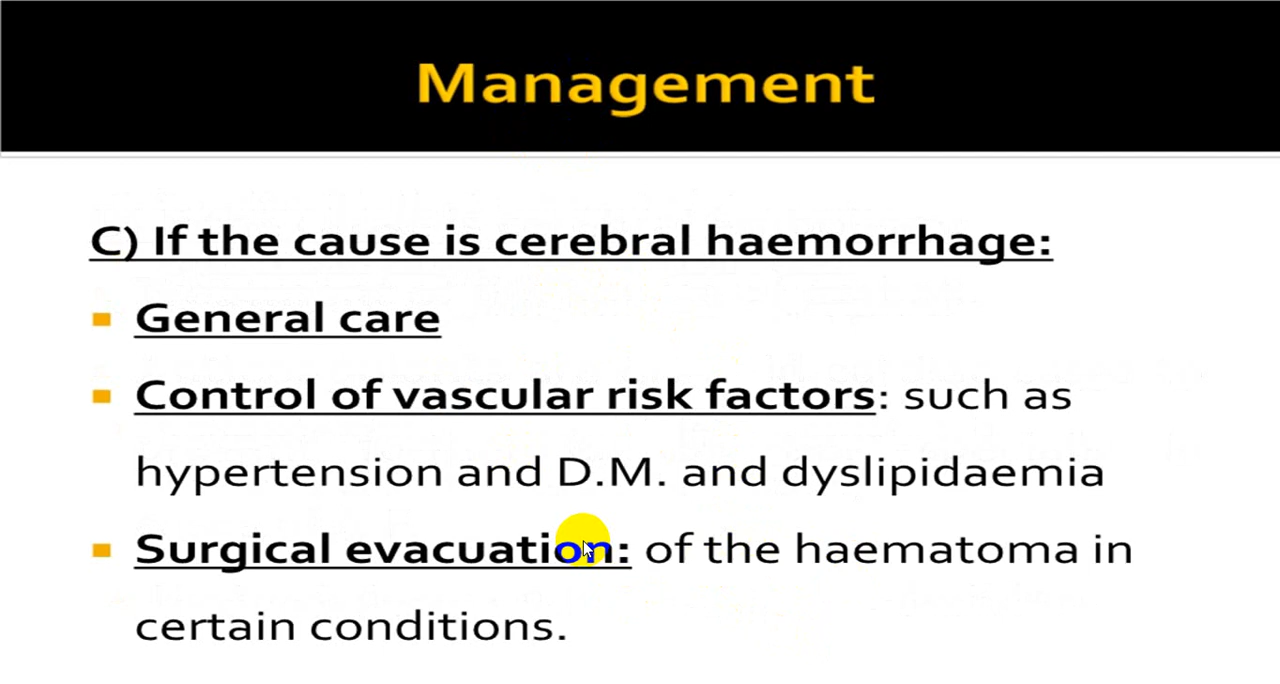 Management
C) If the cause is cerebral haemorrhage:
General care
Control of vascular risk factors: such as
hypertension and D.M. and dyslipidaemia
Surgical evacuation: of the haematoma in
certain conditions.